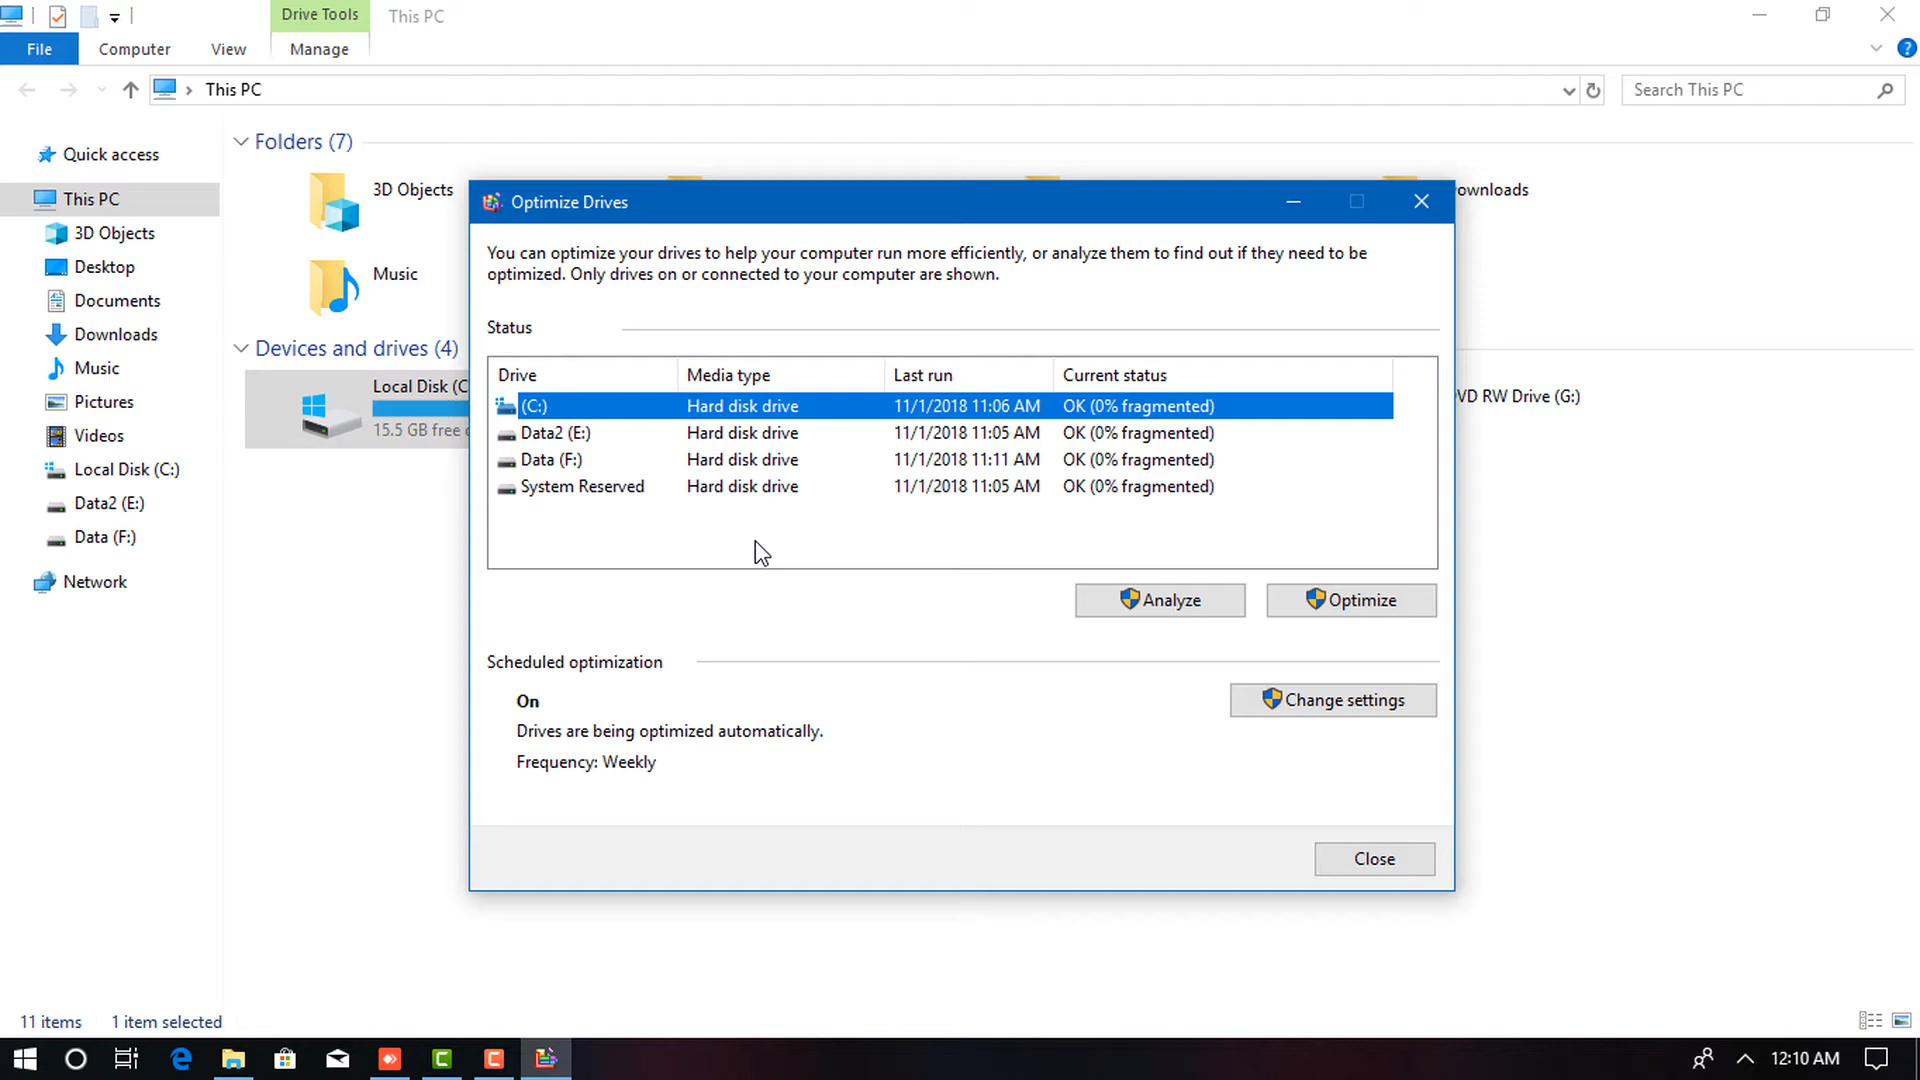 Drive Tools
This PC
File
Computer
View
Manage
This PC
Search This PC
Quick access
This PC
3D Objects
Desktop
Documents
Downloads
Music
Pictures
Videos
Local Disk (C:)
Data2 (E:)
Data (F:)
Network
Folders (7)
3D Objects
ownloads
Music
Devices and drives (4)
Local Disk (C
15.5 GB free o
VD RW Drive (G:)
Optimize Drives
You can optimize your drives to help your computer run more efficiently, or analyze them to find out if they need to be
optimized. Only drives on or connected to your computer are shown.
Status
Drive Media type Last run Current status
(C:) Hard disk drive 11/1/2018 11:06 AM OK (0% fragmented)
Data2 (E:) Hard disk drive 11/1/2018 11:05 AM OK (0% fragmented)
Data (F:) Hard disk drive 11/1/2018 11:11 AM OK (0% fragmented)
System Reserved Hard disk drive 11/1/2018 11:05 AM OK (0% fragmented)
Analyze
Optimize
Scheduled optimization
On
Change settings
Drives are being optimized automatically.
Frequency: Weekly
Close
11 items 1 item selected
12:10 AM